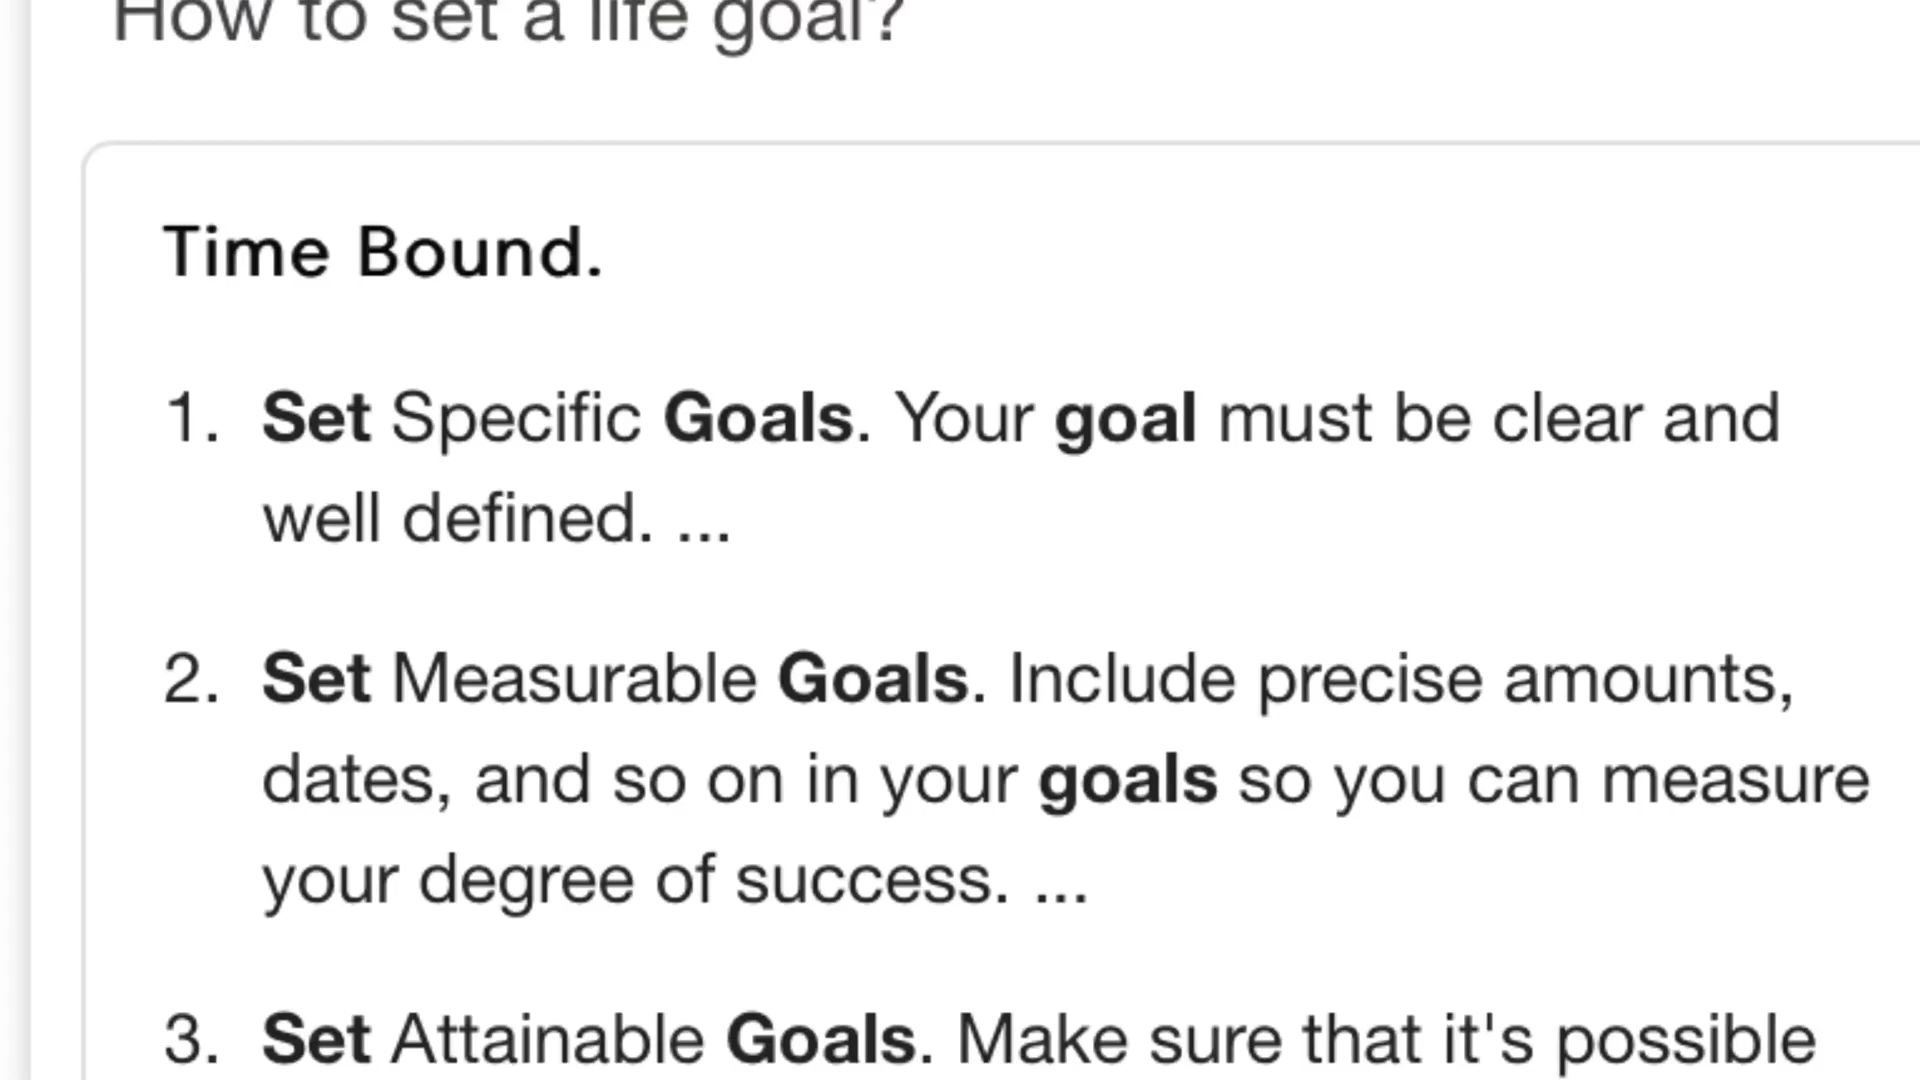 How to set a life goal?
Time Bound.
1. Set Specific Goals. Your goal must be clear and
well defined. ...
2. Set Measurable Goals. Include precise amounts,
dates, and so on in your goals so you can measure
your degree of success. ...
3. Set Attainable Goals. Make sure that it's possible